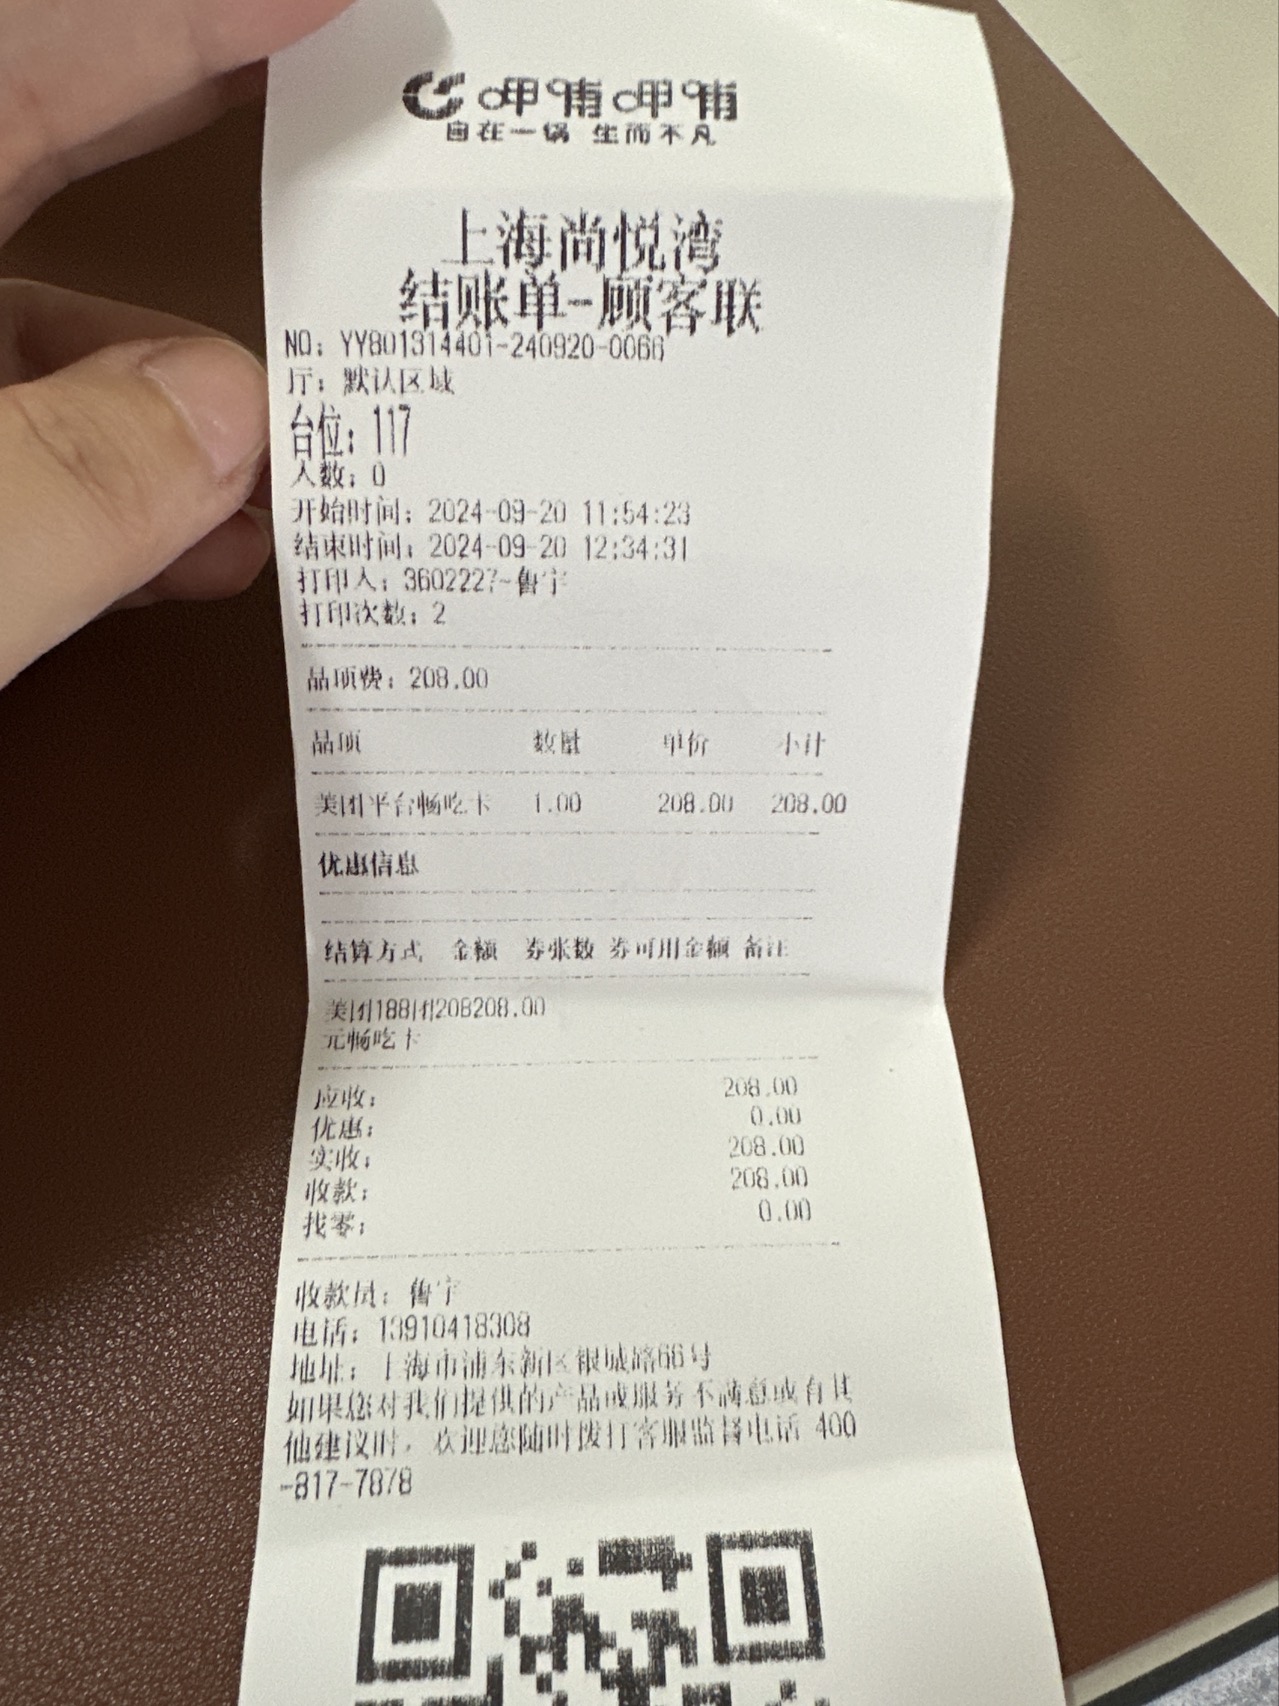 呷哺呷哺
自在一锅 生而不凡
上海尚悦湾
结账单-顾客联
NO: YY801314401-240920-0066
厅: 默认区域
台位: 117
人数: 0
开始时间: 2024-09-20 11:54:23
结束时间: 2024-09-20 12:34:31
打印人: 3602227-鲁宁
打印次数: 2
品项费: 208.00
品项 数量 单价 小计
美团平台畅吃卡 1.00 208.00 208.00
优惠信息
结算方式 金额 券张数 券可用金额 备注
美团188团208208.00
元畅吃卡
应收: 208.00
优惠: 0.00
实收: 208.00
收款: 208.00
找零: 0.00
收款员: 鲁宁
电话: 13910418308
地址: 上海市浦东新区银城路66号
如果您对我们提供的产品或服务不满意或有其
他建议时，欢迎您随时拨打客服监督电话 400
-817-7878